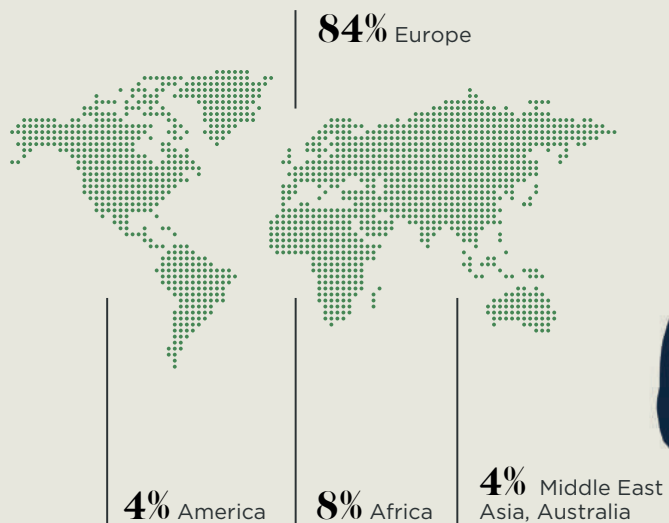 84% Europe
4% America
8% Africa
4% Middle East
Asia, Australia